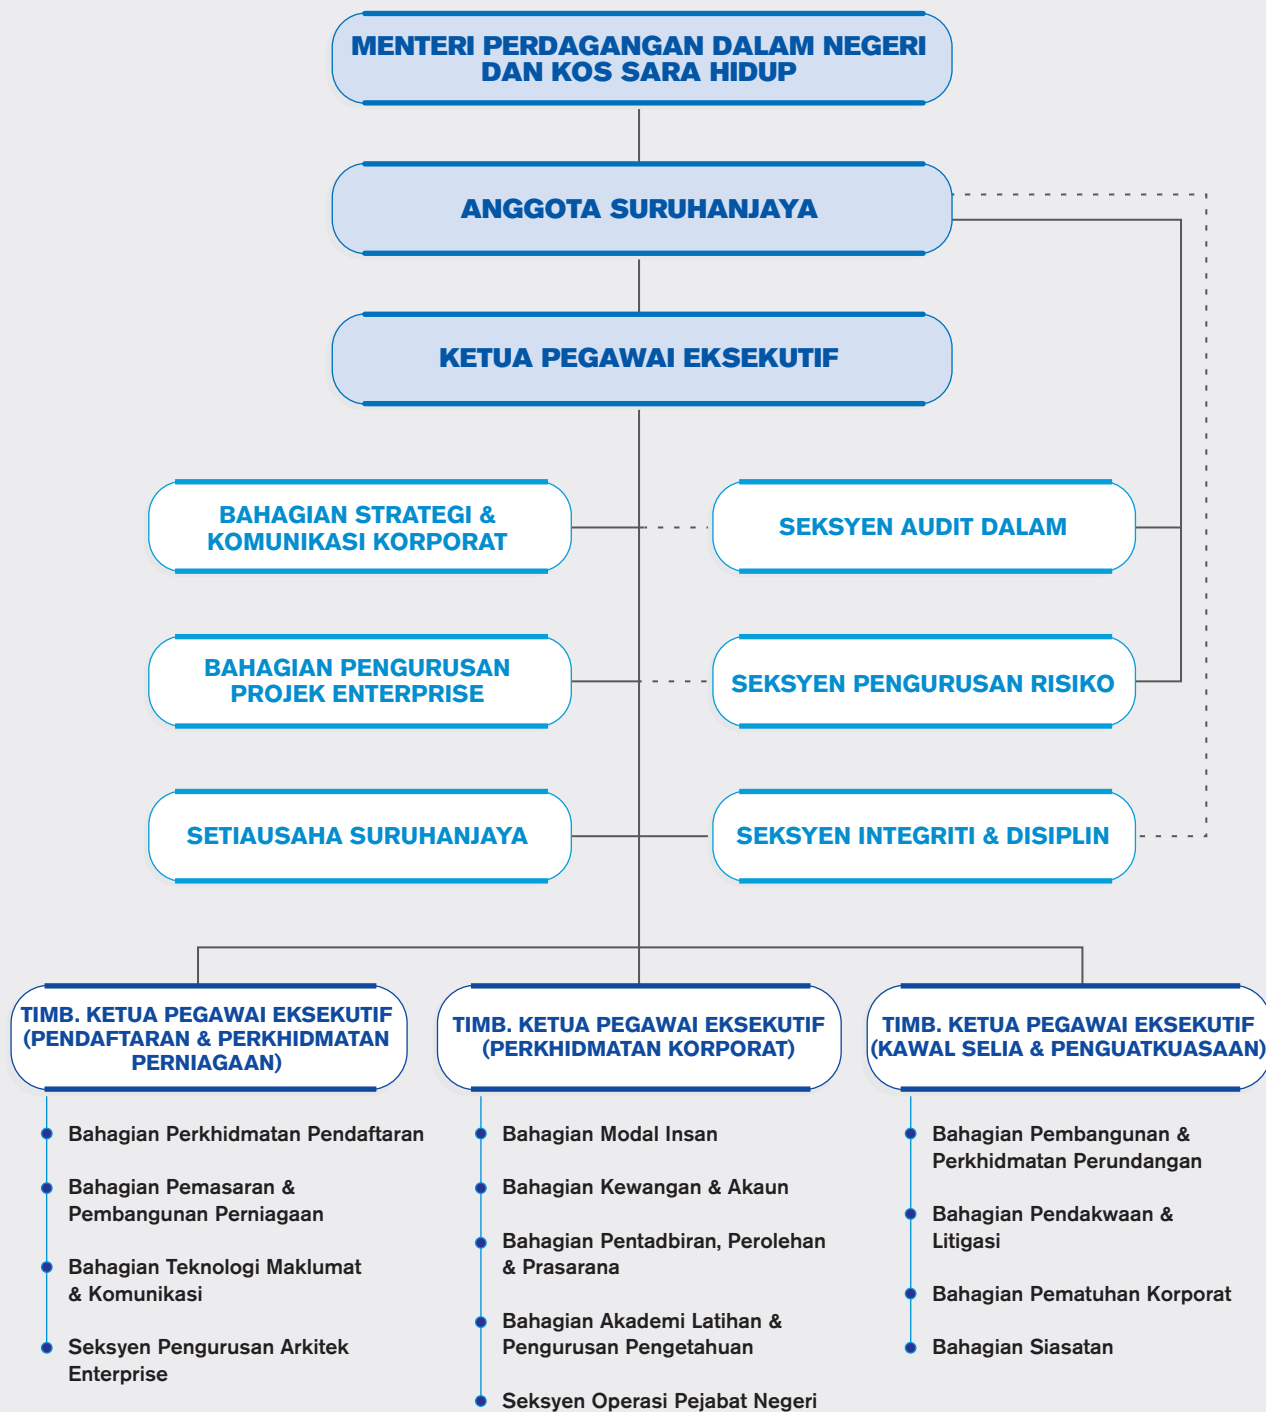 MENTERI PERDAGANGAN DALAM NEGERI
DAN KOS SARA HIDUP
ANGGOTA SURUHANJAYA
KETUA PEGAWAI EKSEKUTIF
BAHAGIAN STRATEGI &
KOMUNIKASI KORPORAT
SEKSYEN AUDIT DALAM
BAHAGIAN PENGURUSAN
PROJEK ENTERPRISE
SEKSYEN PENGURUSAN RISIKO
SETIAUSAHA SURUHANJAYA
SEKSYEN INTEGRITI & DISIPLIN
TIMB. KETUA PEGAWAI EKSEKUTIF
(PENDAFTARAN & PERKHIDMATAN
PERNIAGAAN)
Bahagian Perkhidmatan Pendaftaran
Bahagian Pemasaran &
Pembangunan Perniagaan
Bahagian Teknologi Maklumat
& Komunikasi
Seksyen Pengurusan Arkitek
Enterprise
TIMB. KETUA PEGAWAI EKSEKUTIF
(PERKHIDMATAN KORPORAT)
Bahagian Modal Insan
Bahagian Kewangan & Akaun
Bahagian Pentadbiran, Perolehan
& Prasarana
Bahagian Akademi Latihan &
Pengurusan Pengetahuan
Seksyen Operasi Pejabat Negeri
TIMB. KETUA PEGAWAI EKSEKUTIF
(KAWAL SELIA & PENGUATKUASAAN)
Bahagian Pembangunan &
Perkhidmatan Perundangan
Bahagian Pendakwaan &
Litigasi
Bahagian Pematuhan Korporat
Bahagian Siasatan